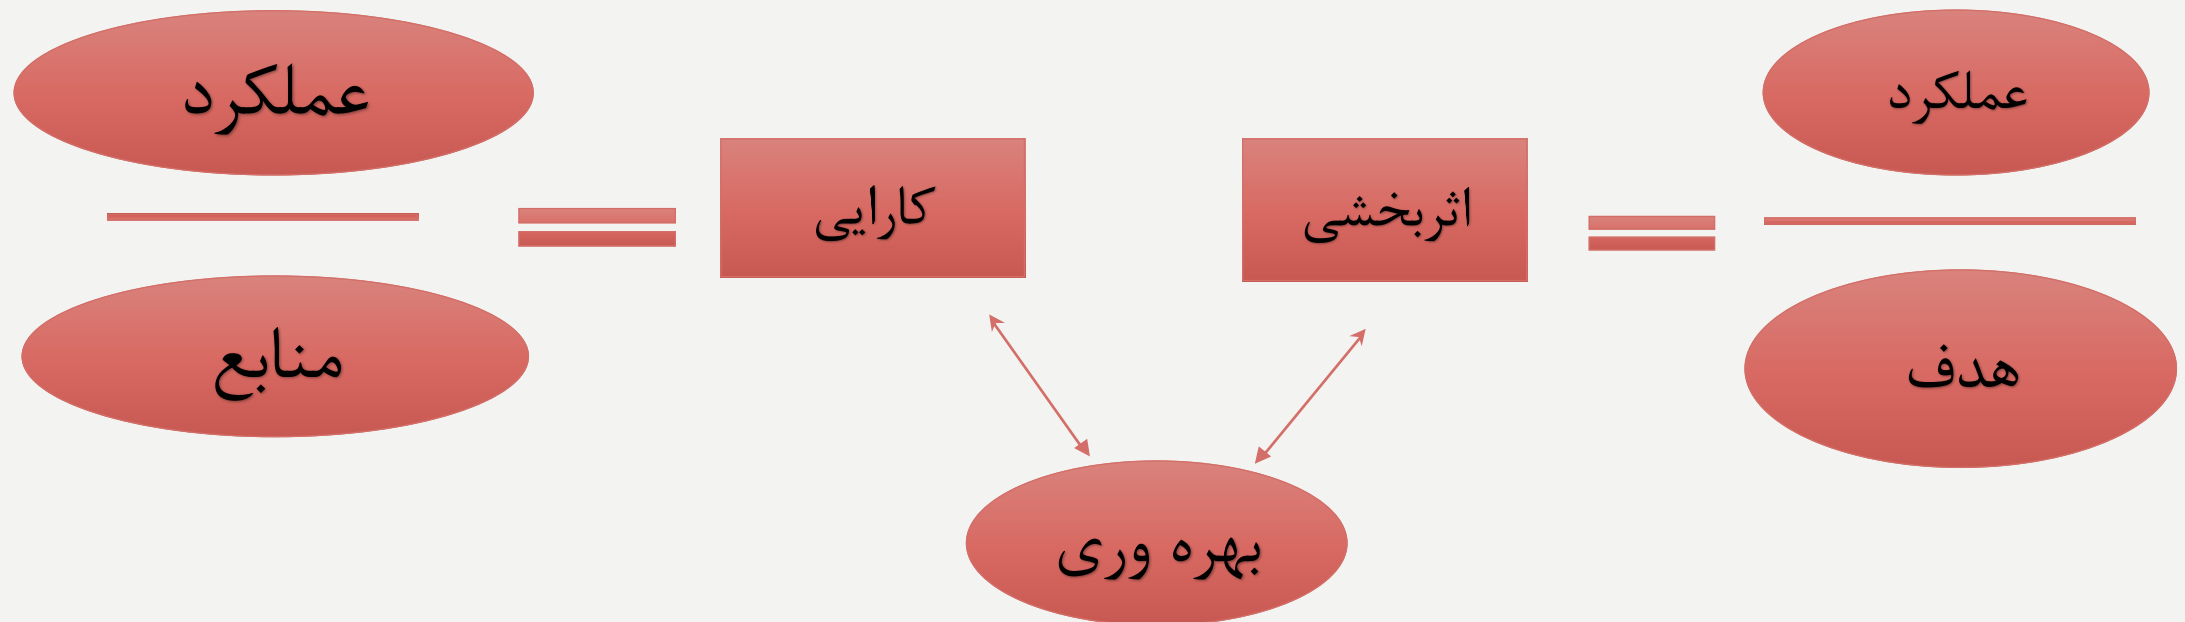 عملکرد
هدف
اثربخشی
کارایی
عملکرد
منابع
بهره وری